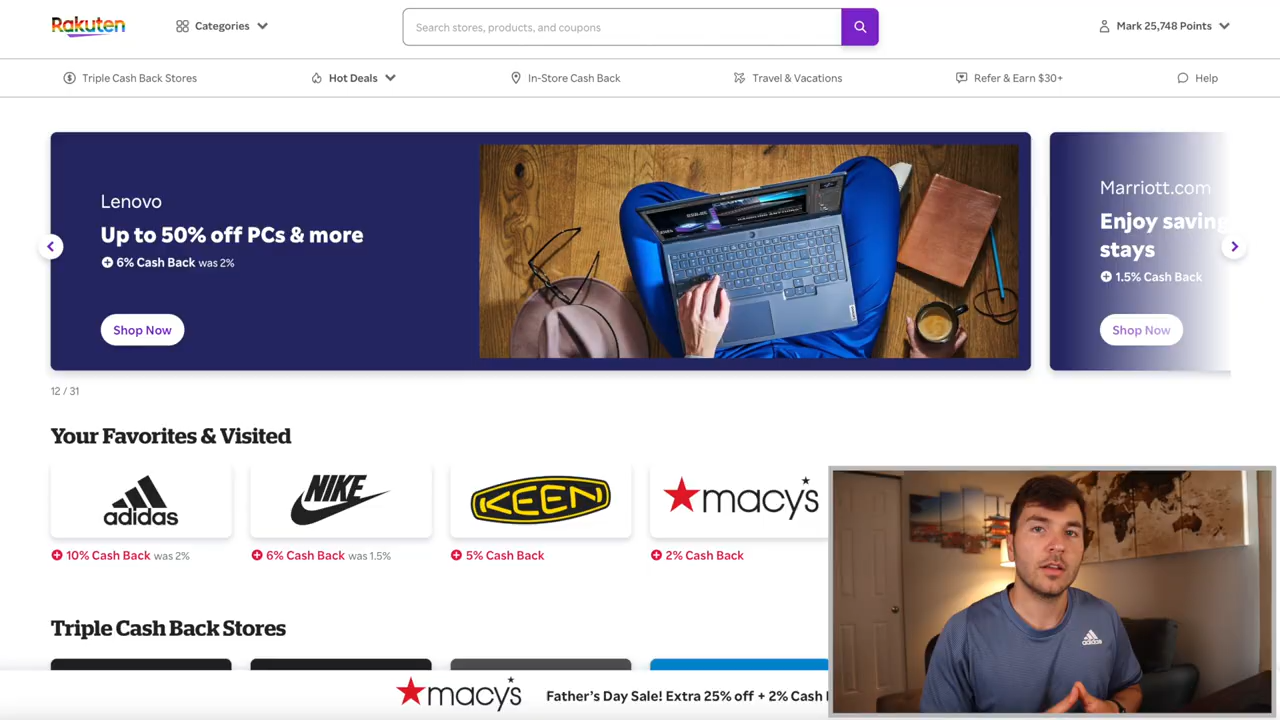 Rakuten
Categories
Search stores, products, and coupons
Mark 25,748 Points
Triple Cash Back Stores
Hot Deals
In-Store Cash Back
Travel & Vacations
Refer & Earn $30+
Help
Lenovo
Up to 50% off PCs & more
6% Cash Back was 2%
Shop Now
Marriott.com
Enjoy saving
stays
1.5% Cash Back
Shop Now
12 / 31
Your Favorites & Visited
adidas
NIKE
KEEN
macy's
10% Cash Back was 2%
6% Cash Back was 1.5%
5% Cash Back
2% Cash Back
Triple Cash Back Stores
macy's
Father's Day Sale! Extra 25% off + 2% Cash
adidas